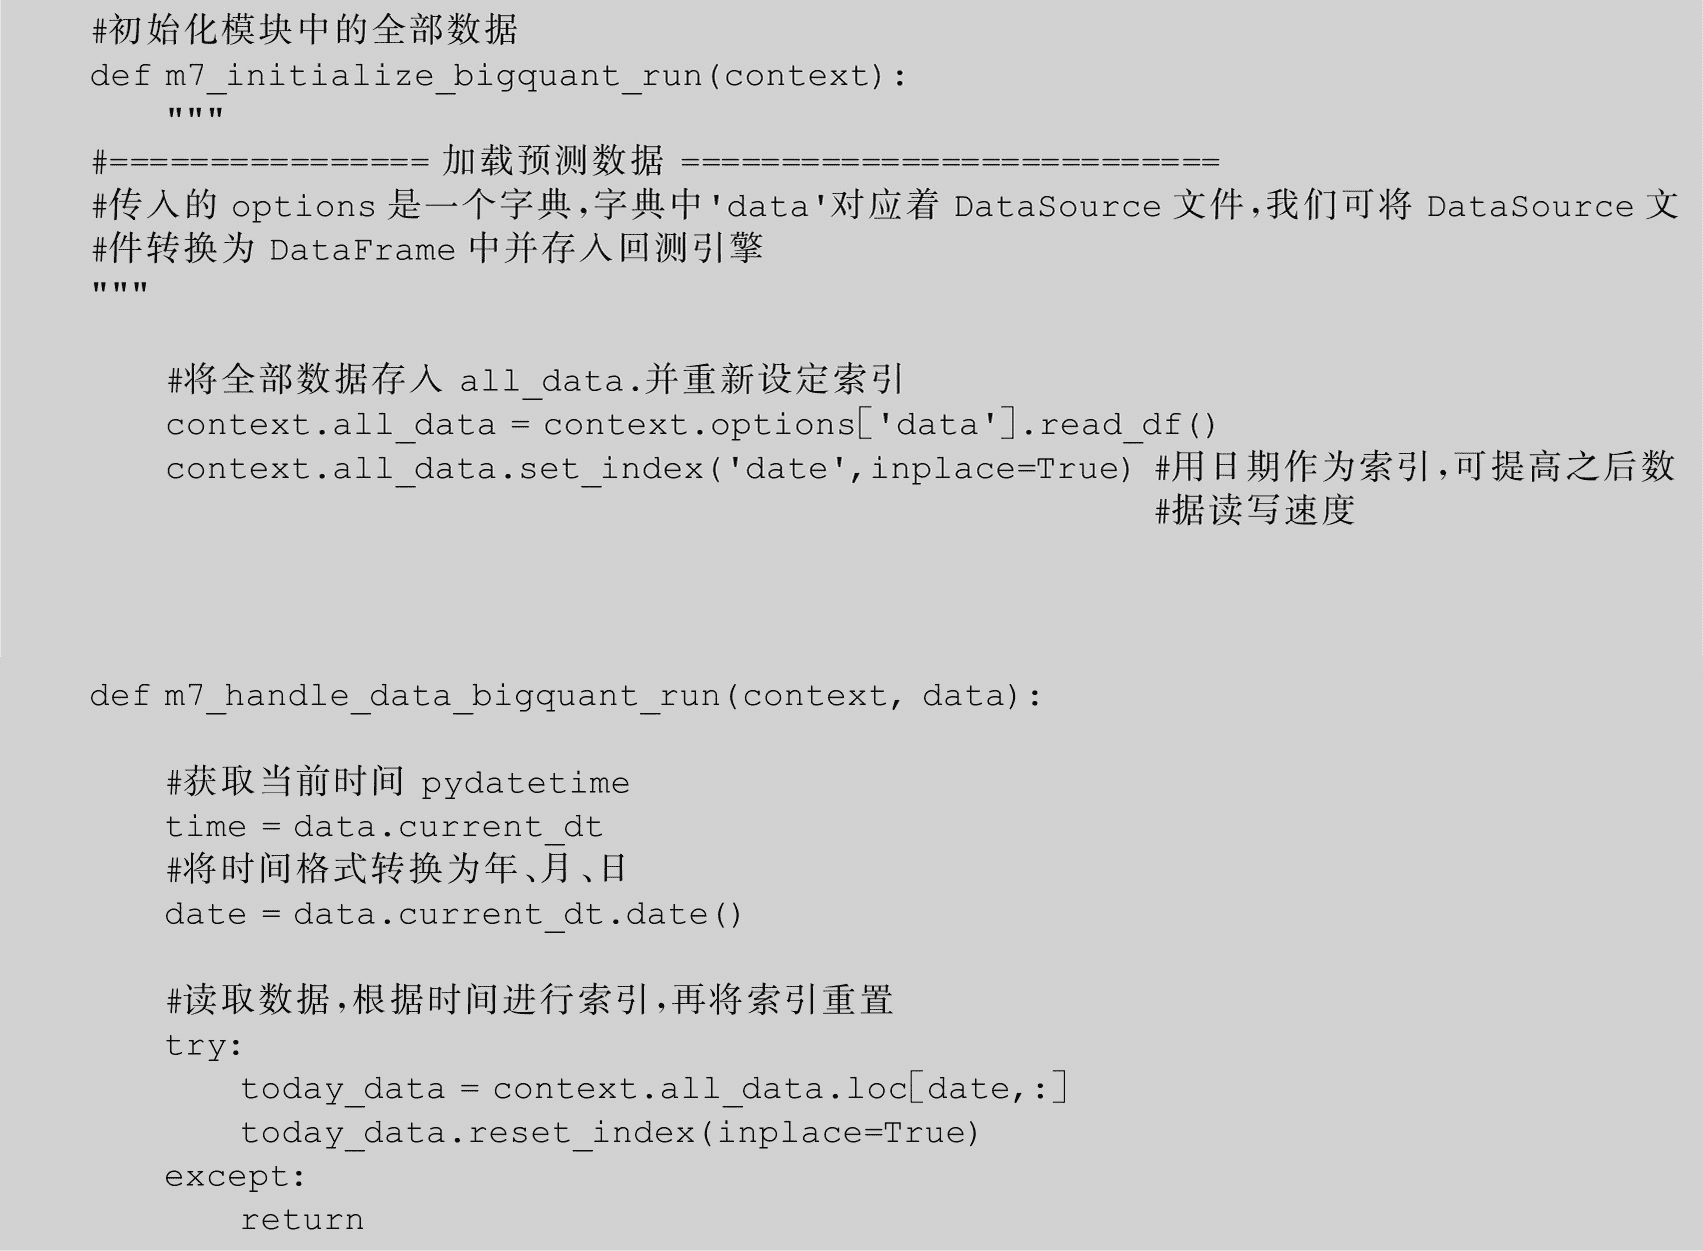 #初始化模块中的全部数据
def m7_initialize_bigquant_run(context):
    """
#================ 加载预测数据 ===========================
#传入的 options 是一个字典,字典中'data'对应着 DataSource 文件,我们可将 DataSource 文
#件转换为 DataFrame 中并存入回测引擎
"""
    #将全部数据存入 all_data.并重新设定索引
    context.all_data = context.options['data'].read_df()
    context.all_data.set_index('date',inplace=True) #用日期作为索引,可提高之后数
                                                    #据读写速度
def m7_handle_data_bigquant_run(context, data):
    #获取当前时间 pydatetime
    time = data.current_dt
    #将时间格式转换为年、月、日
    date = data.current_dt.date()
    #读取数据,根据时间进行索引,再将索引重置
    try:
        today_data = context.all_data.loc[date,:]
        today_data.reset_index(inplace=True)
    except:
        return